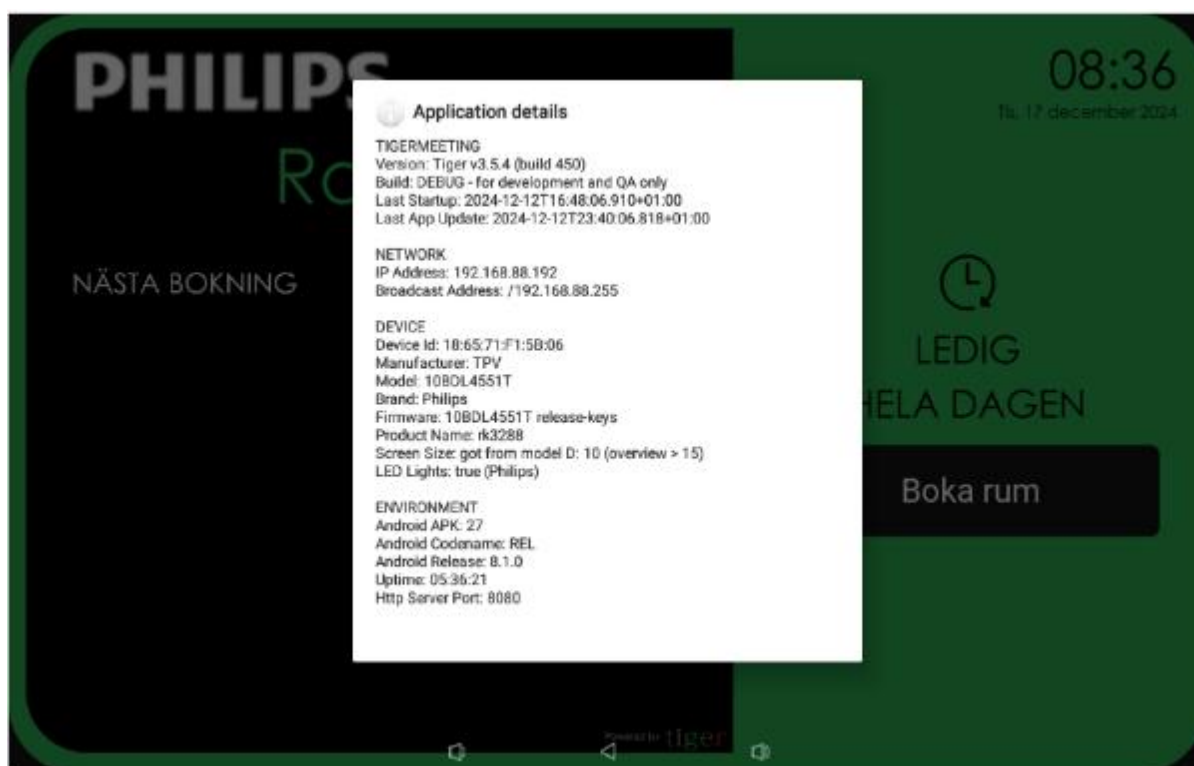 PHILIPS
08:36
Tis, 17 december 2024
Ro
NÄSTA BOKNING
LEDIG
HELA DAGEN
Boka rum
Application details
TIGERMEETING
Version: Tiger v3.5.4 (build 450)
Build: DEBUG - for development and QA only
Last Startup: 2024-12-12T16:48:06.910+01:00
Last App Update: 2024-12-12T23:40:06.818+01:00
NETWORK
IP Address: 192.168.88.192
Broadcast Address: /192.168.88.255
DEVICE
Device Id: 18:65:71:F1:5B:06
Manufacturer: TPV
Model: 10BDL4551T
Brand: Philips
Firmware: 10BDL4551T release-keys
Product Name: rk3288
Screen Size: got from model D: 10 (overview > 15)
LED Lights: true (Philips)
ENVIRONMENT
Android APK: 27
Android Codename: REL
Android Release: 8.1.0
Uptime: 05:36:21
Http Server Port: 8080
Powered by tiger